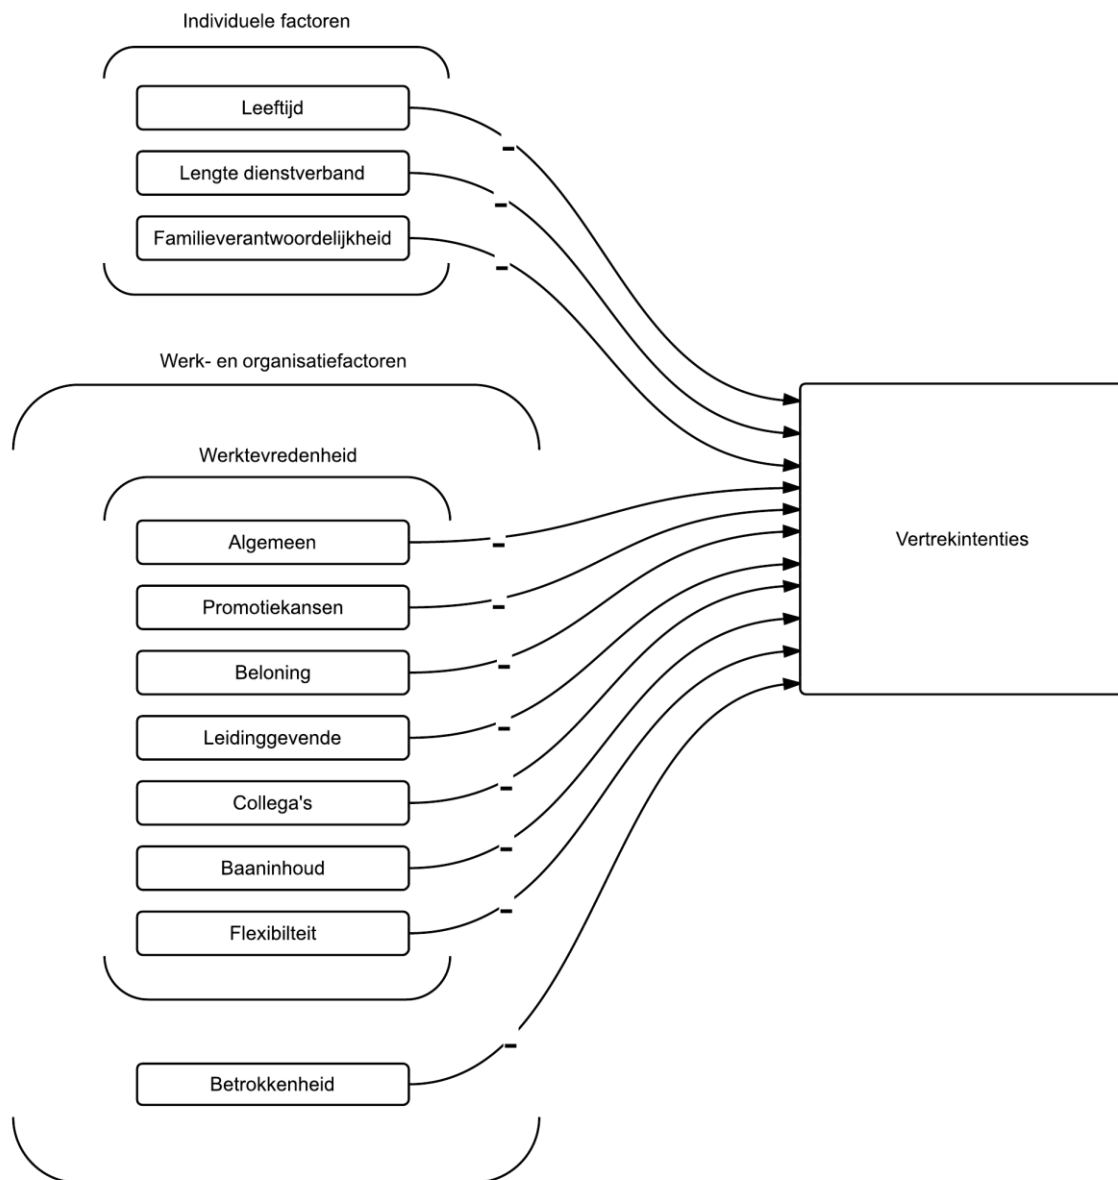 Individuele factoren
Leeftijd
-
Lengte dienstverband
-
Familieverantwoordelijkheid
-
Werk- en organisatiefactoren
Werktevredenheid
Algemeen
-
Vertrekintenties
Promotiekansen
-
Beloning
-
Leidinggevende
-
Collega's
-
Baaninhoud
-
Flexibilteit
-
Betrokkenheid
-